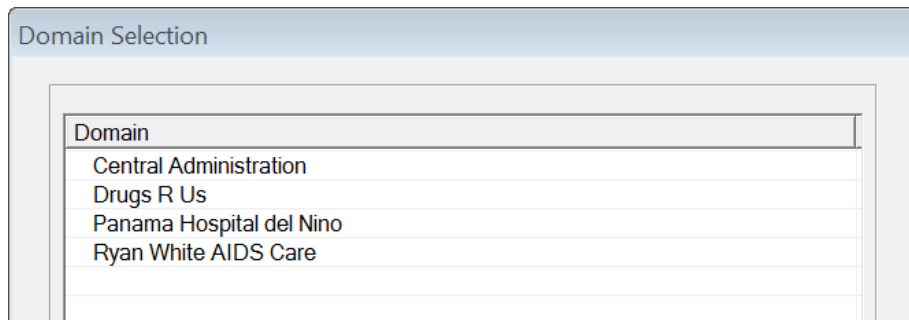 Domain Selection
Domain
Central Administration
Drugs R Us
Panama Hospital del Nino
Ryan White AIDS Care